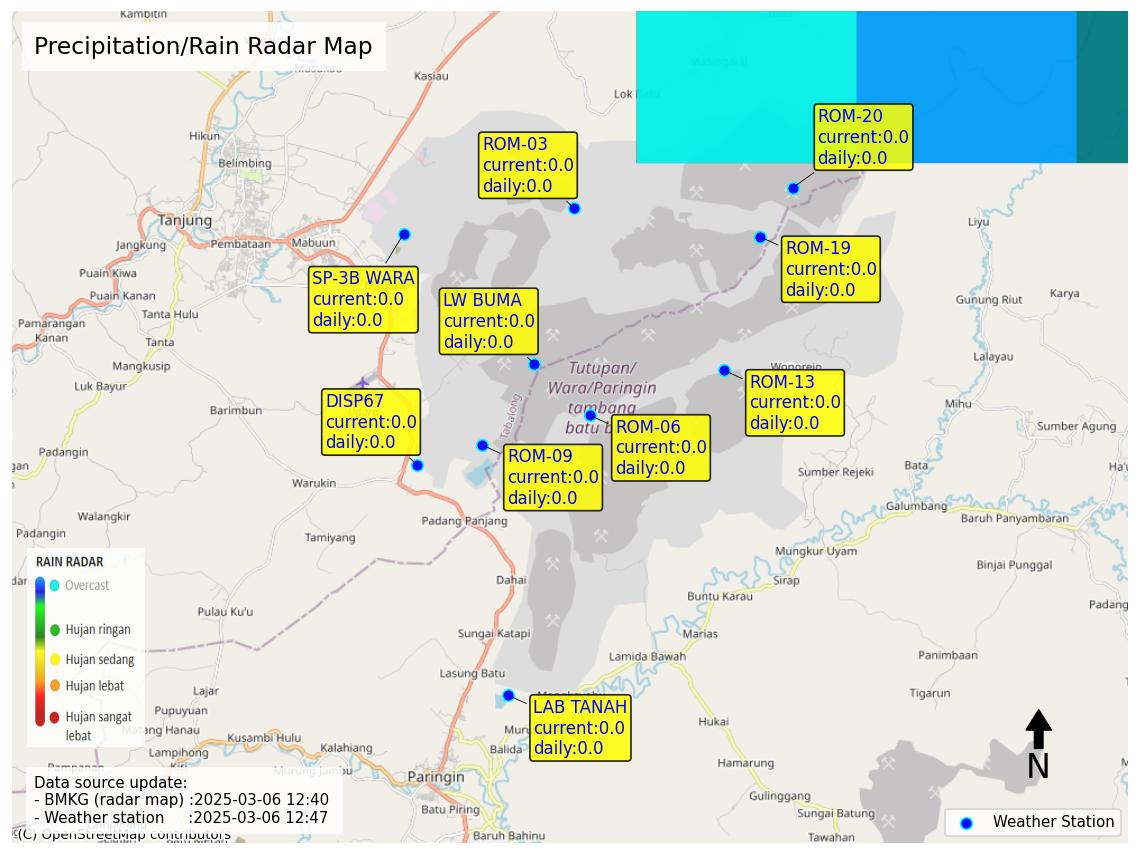 Kambitin
Precipitation/Rain Radar Map
Masukau
Kasiau
Hikun
Belimbing
Tanjung
Jangkung
Pembataan
Mabuun
Puain Kiwa
Puain Kanan
Tanta Hulu
Pamarangan
Kanan
Tanta
Mangkusip
Luk Bayur
Barimbun
Padangin
Warukin
Walangkir
Padangin
Tamiyang
Padang Panjang
ROM-03
current:0.0
daily:0.0
ROM-20
current:0.0
daily:0.0
SP-3B WARA
current:0.0
daily:0.0
LW BUMA
current:0.0
daily:0.0
ROM-19
current:0.0
daily:0.0
DISP67
current:0.0
daily:0.0
Tutupan/
Wara/Paringin
tambang
batu
Tabalong
ROM-13
current:0.0
daily:0.0
ROM-06
current:0.0
daily:0.0
ROM-09
current:0.0
daily:0.0
Liyu
Gunung Riut
Karya
Lalayau
Wonorejo
Mihu
Sumber Agung
Sumber Rejeki
Bata
Galumbang
Baruh Panyambaran
Mungkur Uyam
Binjai Punggal
Sirap
Buntu Karau
Padang
Marias
Lamida Bawah
Panimbaan
Tigarun
Hukai
Hamarung
Gulinggang
Sungai Batung
Tawahan
Dahai
Sungai Katapi
Lasung Batu
LAB TANAH
current:0.0
daily:0.0
Balida
Paringin
Batu Piring
Baruh Bahinu
Pulau Ku'u
Lajar
Pupuyuan
Matang Hanau
Kusambi Hulu
Lampihong
Kalahiang
Murung Jambu
RAIN RADAR
Overcast
Hujan ringan
Hujan sedang
Hujan lebat
Hujan sangat
lebat
Data source update:
- BMKG (radar map) :2025-03-06 12:40
- Weather station :2025-03-06 12:47
(C) OpenStreetMap contributors
N
Weather Station